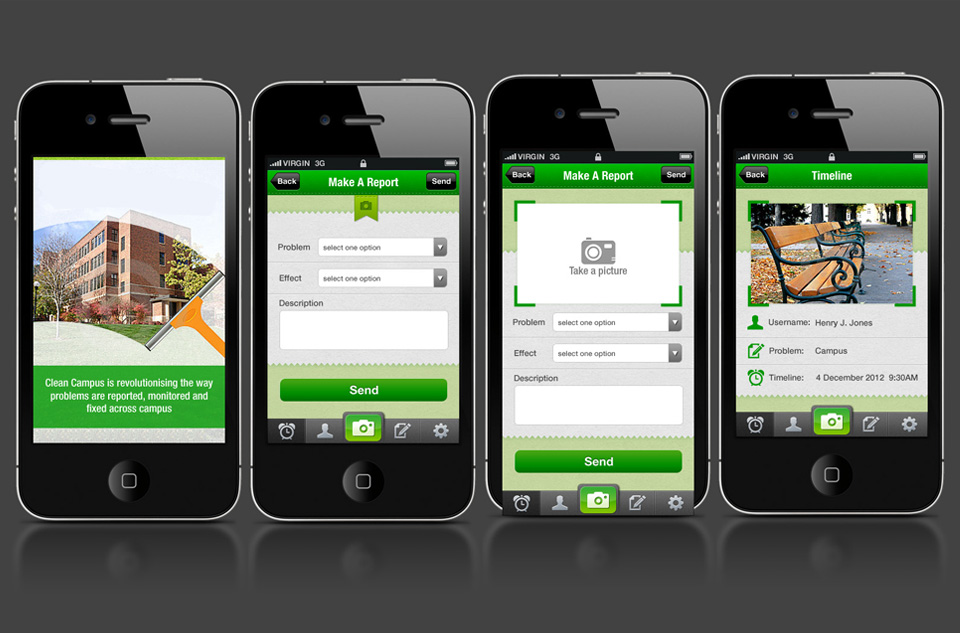 Clean Campus is revolutionising the way
problems are reported, monitored and
fixed across campus
VIRGIN 3G
Back
Make A Report
Send
Problem
select one option
Effect
select one option
Description
Send
VIRGIN 3G
Back
Make A Report
Send
Take a picture
Problem
select one option
Effect
select one option
Description
Send
VIRGIN 3G
Back
Timeline
Username: Henry J. Jones
Problem: Campus
Timeline: 4 December 2012 9:30AM